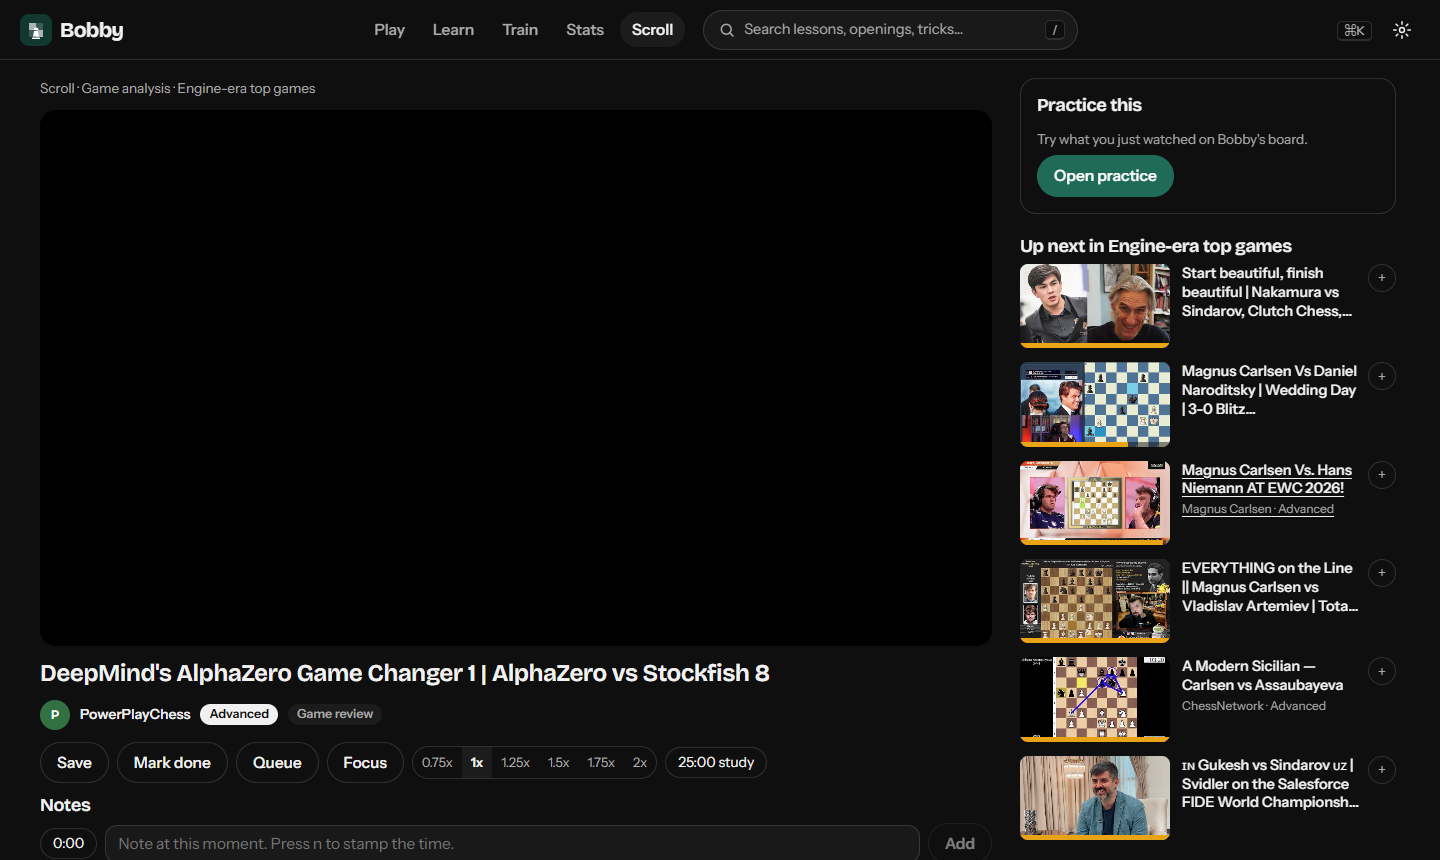 Bobby
Play
Learn
Train
Stats
Scroll
Search lessons, openings, tricks...
/
⌘K
Scroll · Game analysis · Engine-era top games
DeepMind's AlphaZero Game Changer 1 | AlphaZero vs Stockfish 8
P
PowerPlayChess
Advanced
Game review
Save
Mark done
Queue
Focus
0.75x
1x
1.25x
1.5x
1.75x
2x
25:00 study
Notes
0:00
Note at this moment. Press n to stamp the time.
Add
Practice this
Try what you just watched on Bobby's board.
Open practice
Up next in Engine-era top games
Start beautiful, finish
beautiful | Nakamura vs
Sindarov, Clutch Chess,...
+
Magnus Carlsen Vs Daniel
Naroditsky | Wedding Day
| 3-0 Blitz...
+
Magnus Carlsen Vs. Hans
Niemann AT EWC 2026!
Magnus Carlsen · Advanced
+
EVERYTHING on the Line
|| Magnus Carlsen vs
Vladislav Artemiev | Tota...
+
A Modern Sicilian —
Carlsen vs Assaubayeva
ChessNetwork · Advanced
+
IN Gukesh vs Sindarov UZ |
Svidler on the Salesforce
FIDE World Championsh...
+